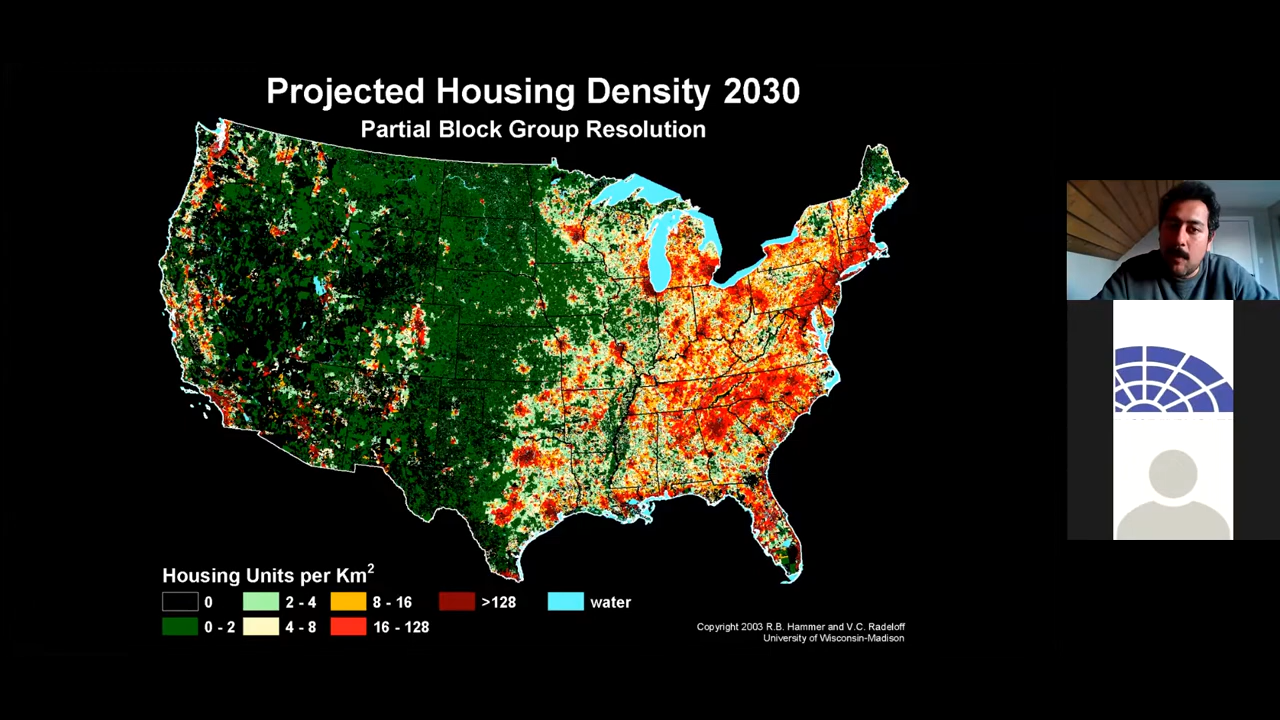 Projected Housing Density 2030
Partial Block Group Resolution
Housing Units per Km²
0
2 - 4
8 - 16
>128
water
0 - 2
4 - 8
16 - 128
Copyright 2003 R.B. Hammer and V.C. Radeloff
University of Wisconsin-Madison